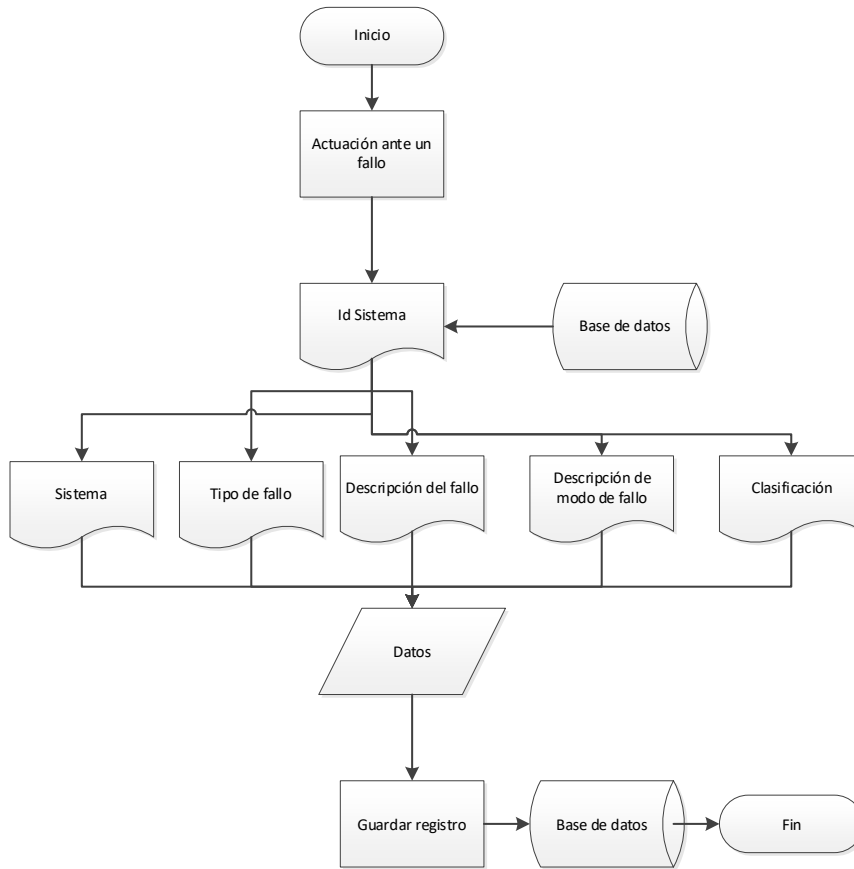 Inicio
Actuación ante un
fallo
Id Sistema
Base de datos
Sistema
Tipo de fallo
Descripción del fallo
Descripción de
modo de fallo
Clasificación
Datos
Guardar registro
Base de datos
Fin